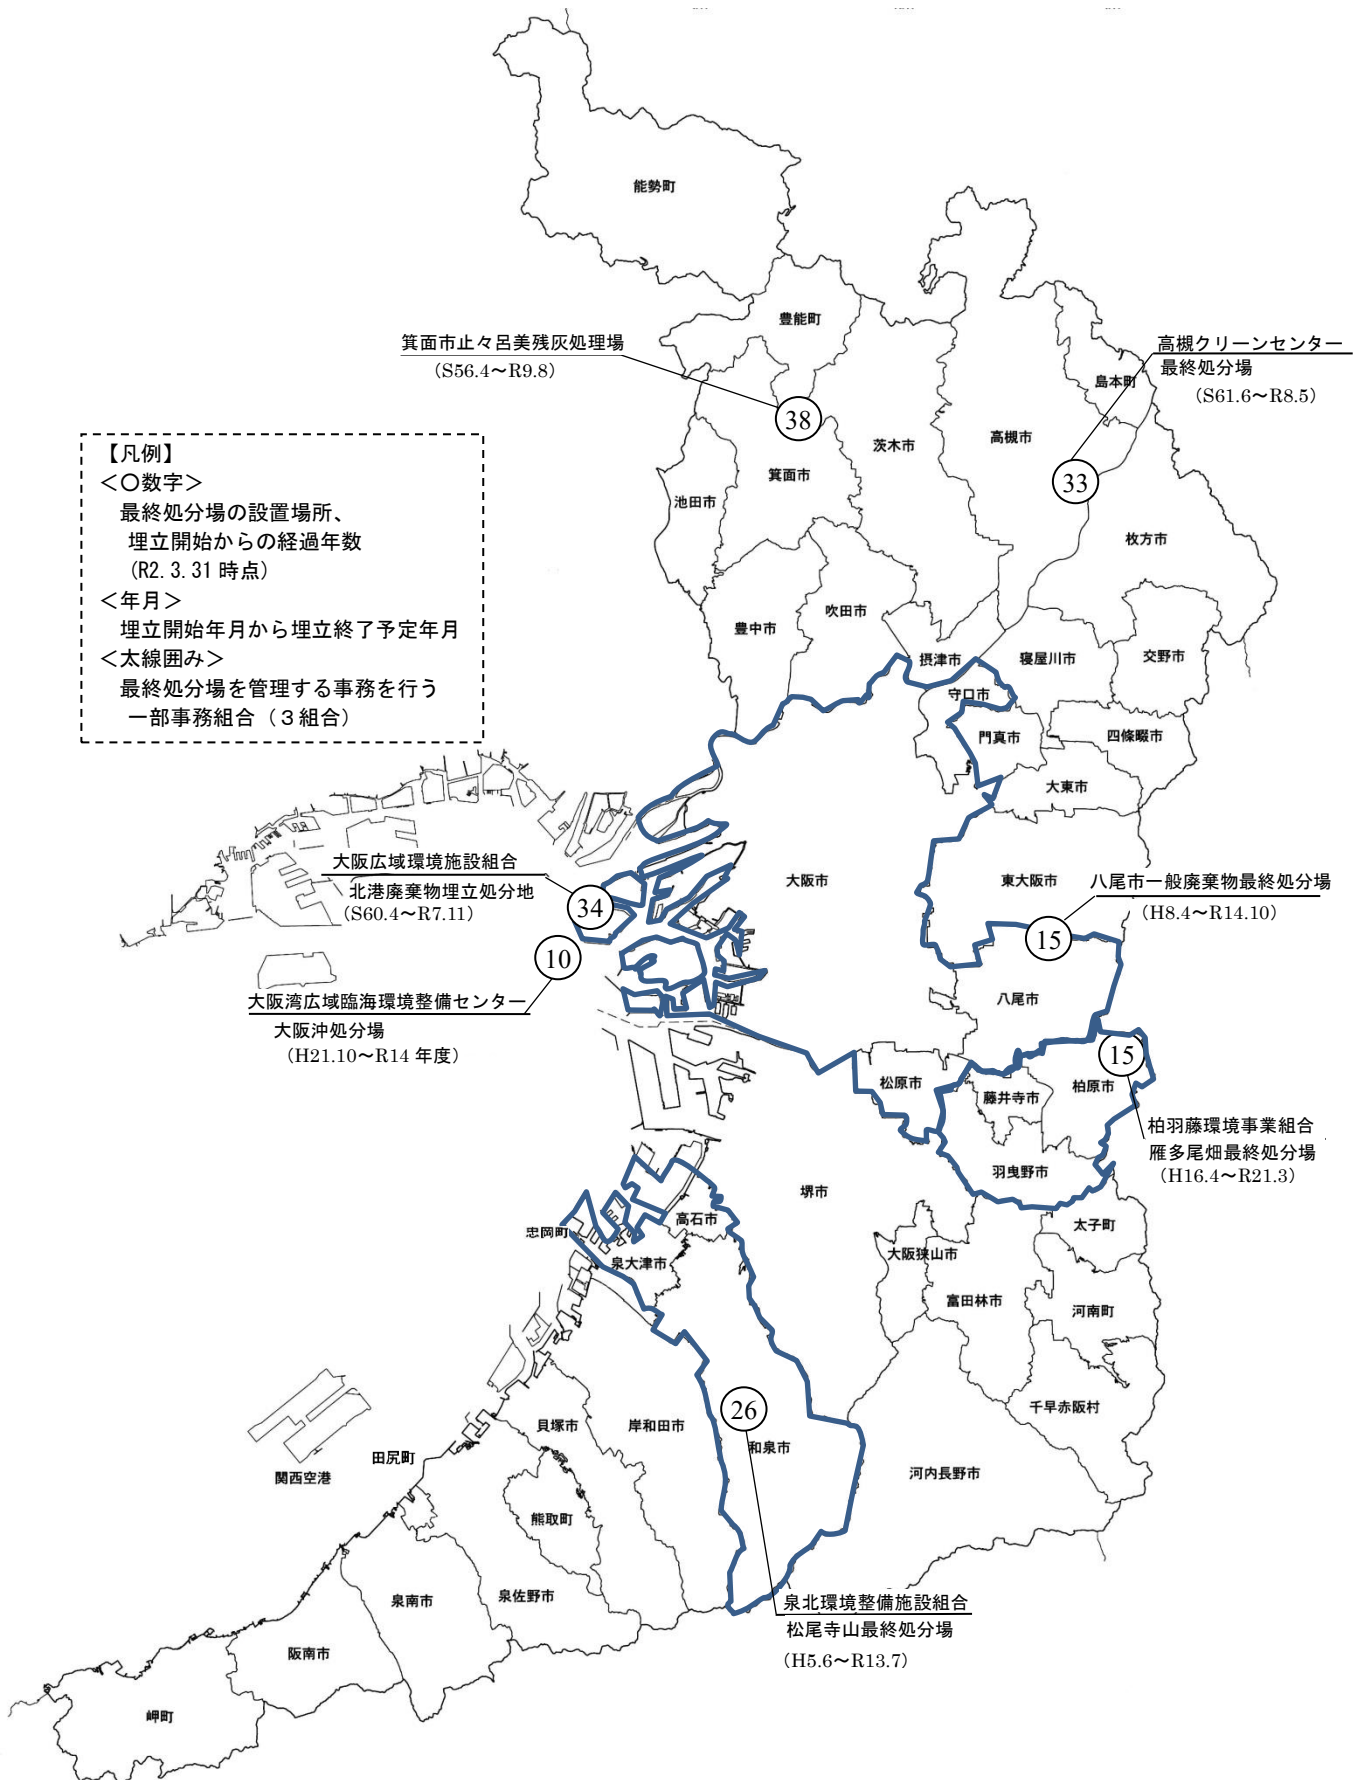 能勢町
豊能町
箕面市止々呂美残灰処理場
(S56.4～R9.8)
高槻クリーンセンター
最終処分場
(S61.6～R8.5)
島本町
38
茨木市
高槻市
33
箕面市
池田市
枚方市
【凡例】
＜〇数字＞
最終処分場の設置場所、
埋立開始からの経過年数
(R2.3.31 時点)
＜年月＞
埋立開始年月から埋立終了予定年月
＜太線囲み＞
最終処分場を管理する事務を行う
一部事務組合（３組合）
豊中市
吹田市
摂津市
寝屋川市
交野市
守口市
門真市
四條畷市
大東市
大阪広域環境施設組合
北港廃棄物埋立処分地
(S60.4～R7.11)
34
大阪市
東大阪市
八尾市一般廃棄物最終処分場
(H8.4～R14.10)
15
10
大阪湾広域臨海環境整備センター
大阪沖処分場
(H21.10～R14 年度)
八尾市
15
松原市
藤井寺市
柏原市
柏羽藤環境事業組合
雁多尾畑最終処分場
(H16.4～R21.3)
羽曳野市
堺市
高石市
忠岡町
泉大津市
太子町
大阪狭山市
富田林市
河南町
千早赤阪村
26
和泉市
岸和田市
貝塚市
田尻町
関西空港
河内長野市
熊取町
泉南市
泉佐野市
泉北環境整備施設組合
松尾寺山最終処分場
(H5.6～R13.7)
阪南市
岬町